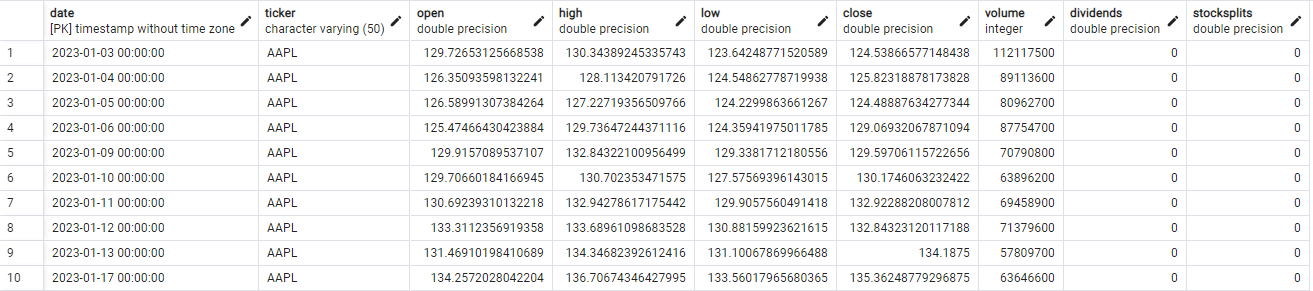 date ticker open high low close volume dividends stocksplits
[PK] timestamp without time zone character varying (50) double precision double precision double precision double precision integer double precision double precision
1 2023-01-03 00:00:00 AAPL 129.72653125668538 130.34389245335743 123.64248771520589 124.53866577148438 112117500 0 0
2 2023-01-04 00:00:00 AAPL 126.35093598132241 128.113420791726 124.54862778719938 125.82318878173828 89113600 0 0
3 2023-01-05 00:00:00 AAPL 126.58991307384264 127.22719356509766 124.2299863661267 124.48887634277344 80962700 0 0
4 2023-01-06 00:00:00 AAPL 125.47466430423884 129.73647244371116 124.35941975011785 129.06932067871094 87754700 0 0
5 2023-01-09 00:00:00 AAPL 129.9157089537107 132.84322100956499 129.3381712180556 129.59706115722656 70790800 0 0
6 2023-01-10 00:00:00 AAPL 129.70660184166945 130.702353471575 127.57569396143015 130.1746063232422 63896200 0 0
7 2023-01-11 00:00:00 AAPL 130.69239310132218 132.94278617175442 129.9057560491418 132.92288208007812 69458900 0 0
8 2023-01-12 00:00:00 AAPL 133.3112356919358 133.68961098683528 130.88159923621615 132.84323120117188 71379600 0 0
9 2023-01-13 00:00:00 AAPL 131.46910198410689 134.34682392612416 131.10067869966488 134.1875 57809700 0 0
10 2023-01-17 00:00:00 AAPL 134.2572028042204 136.70674346427995 133.56017965680365 135.36248779296875 63646600 0 0